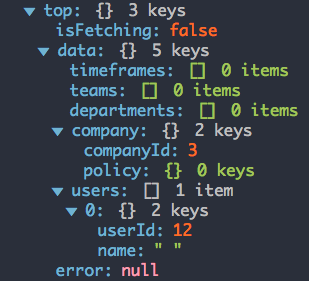 top: {} 3 keys
isFetching: false
data: {} 5 keys
timeframes: [] 0 items
teams: [] 0 items
departments: [] 0 items
company: {} 2 keys
companyId: 3
policy: {} 0 keys
users: [] 1 item
0: {} 2 keys
userId: 12
name: " "
error: null